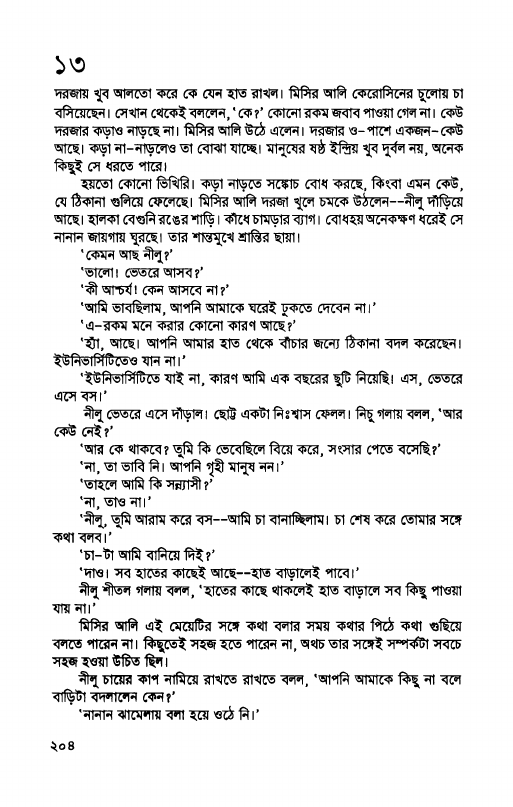 ১৩
দরজায় খুব আলতো করে কে যেন হাত রাখল। মিসির আলি কেরোসিনের চুলোয় চা
বসিয়েছেন। সেখান থেকেই বললেন, ‘কে?’ কোনো রকম জবাব পাওয়া গেল না। কেউ
দরজার কড়াও নাড়ছে না। মিসির আলি উঠে এলেন। দরজার ও-পাশে একজন-কেউ
আছে। কড়া না-নাড়লেও তা বোঝা যাচ্ছে। মানুষের ষষ্ঠ ইন্দ্রিয় খুব দুর্বল নয়, অনেক
কিছুই সে ধরতে পারে।
হয়তো কোনো ভিখিরি। কড়া নাড়তে সঙ্কোচ বোধ করছে, কিংবা এমন কেউ,
যে ঠিকানা গুলিয়ে ফেলেছে। মিসির আলি দরজা খুলে চমকে উঠলেন--নীলু দাঁড়িয়ে
আছে। হালকা বেগুনি রঙের শাড়ি। কাঁধে চামড়ার ব্যাগ। বোধহয় অনেকক্ষণ ধরেই সে
নানান জায়গায় ঘুরছে। তার শান্তমুখে শ্রান্তির ছায়া।
‘কেমন আছ নীলু?’
‘ভালো। ভেতরে আসব?’
‘কী আশ্চর্য! কেন আসবে না?’
‘আমি ভাবছিলাম, আপনি আমাকে ঘরেই ঢুকতে দেবেন না।’
‘এ-রকম মনে করার কোনো কারণ আছে?’
‘হ্যাঁ, আছে। আপনি আমার হাত থেকে বাঁচার জন্যে ঠিকানা বদল করেছেন।
ইউনিভার্সিটিতেও যান না।’
‘ইউনিভার্সিটিতে যাই না, কারণ আমি এক বছরের ছুটি নিয়েছি। এস, ভেতরে
এসে বস।’
নীলু ভেতরে এসে দাঁড়াল। ছোট্ট একটা নিঃশ্বাস ফেলল। নিচু গলায় বলল, ‘আর
কেউ নেই?’
‘আর কে থাকবে? তুমি কি ভেবেছিলে বিয়ে করে, সংসার পেতে বসেছি?’
‘না, তা ভাবি নি। আপনি গৃহী মানুষ নন।’
‘তাহলে আমি কি সন্ন্যাসী?’
‘না, তাও না।’
‘নীলু, তুমি আরাম করে বস--আমি চা বানাচ্ছিলাম। চা শেষ করে তোমার সঙ্গে
কথা বলব।’
‘চা-টা আমি বানিয়ে দিই?’
‘দাও। সব হাতের কাছেই আছে--হাত বাড়ালেই পাবে।’
নীলু শীতল গলায় বলল, ‘হাতের কাছে থাকলেই হাত বাড়ালে সব কিছু পাওয়া
যায় না।’
মিসির আলি এই মেয়েটির সঙ্গে কথা বলার সময় কথার পিঠে কথা গুছিয়ে
বলতে পারেন না। কিছুতেই সহজ হতে পারেন না, অথচ তার সঙ্গেই সম্পর্কটা সবচে
সহজ হওয়া উচিত ছিল।
নীলু চায়ের কাপ নামিয়ে রাখতে রাখতে বলল, ‘আপনি আমাকে কিছু না বলে
বাড়িটা বদলালেন কেন?’
‘নানান ঝামেলায় বলা হয়ে ওঠে নি।’
২০৪